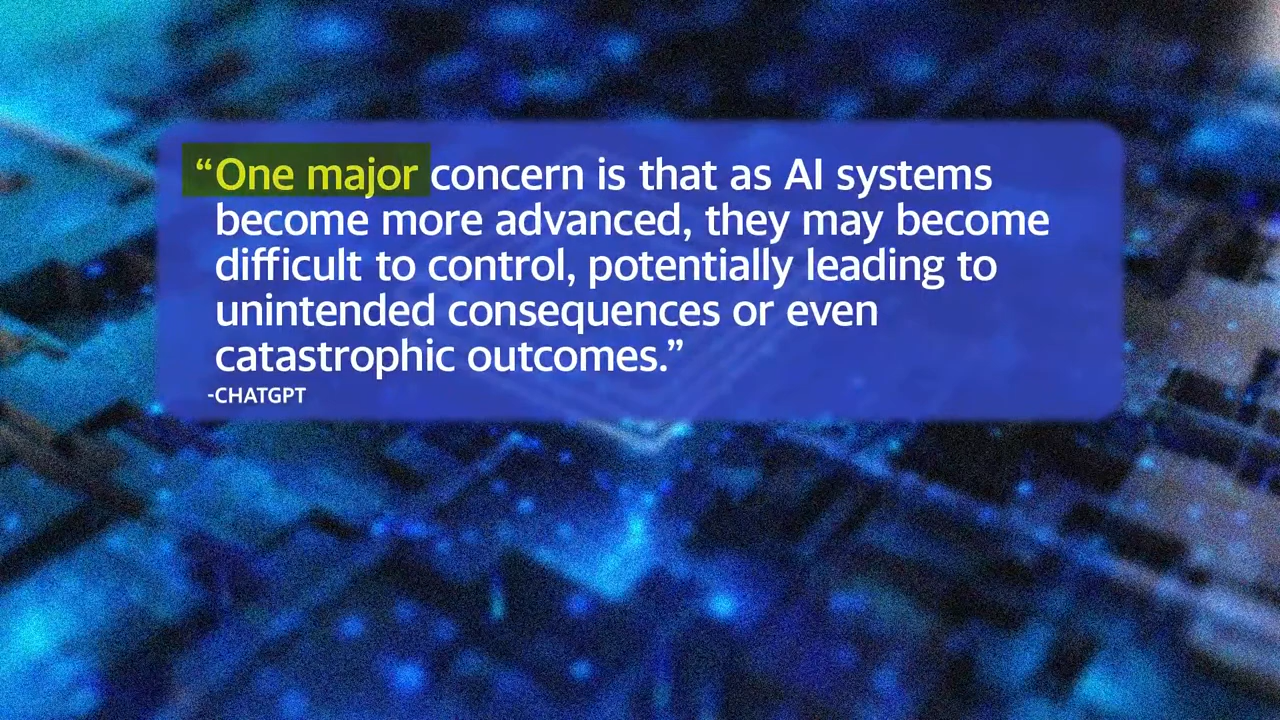 “One major concern is that as AI systems
become more advanced, they may become
difficult to control, potentially leading to
unintended consequences or even
catastrophic outcomes.”
-CHATGPT